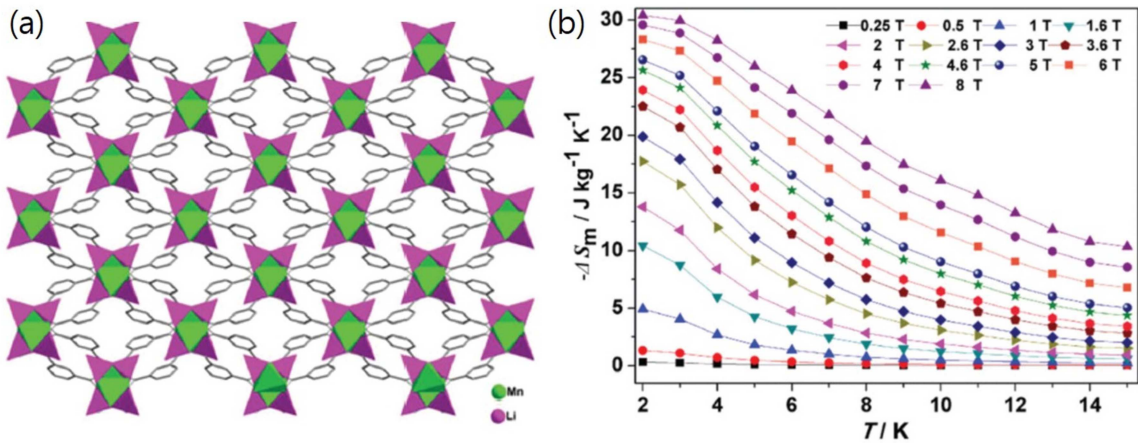 (a)
Mn
Li
(b)
-ΔSm / J kg-1 K-1
30
25
20
15
10
5
0
0.25 T 0.5 T 1 T 1.6 T
2 T 2.6 T 3 T 3.6 T
4 T 4.6 T 5 T 6 T
7 T 8 T
2 4 6 8 10 12 14
T / K